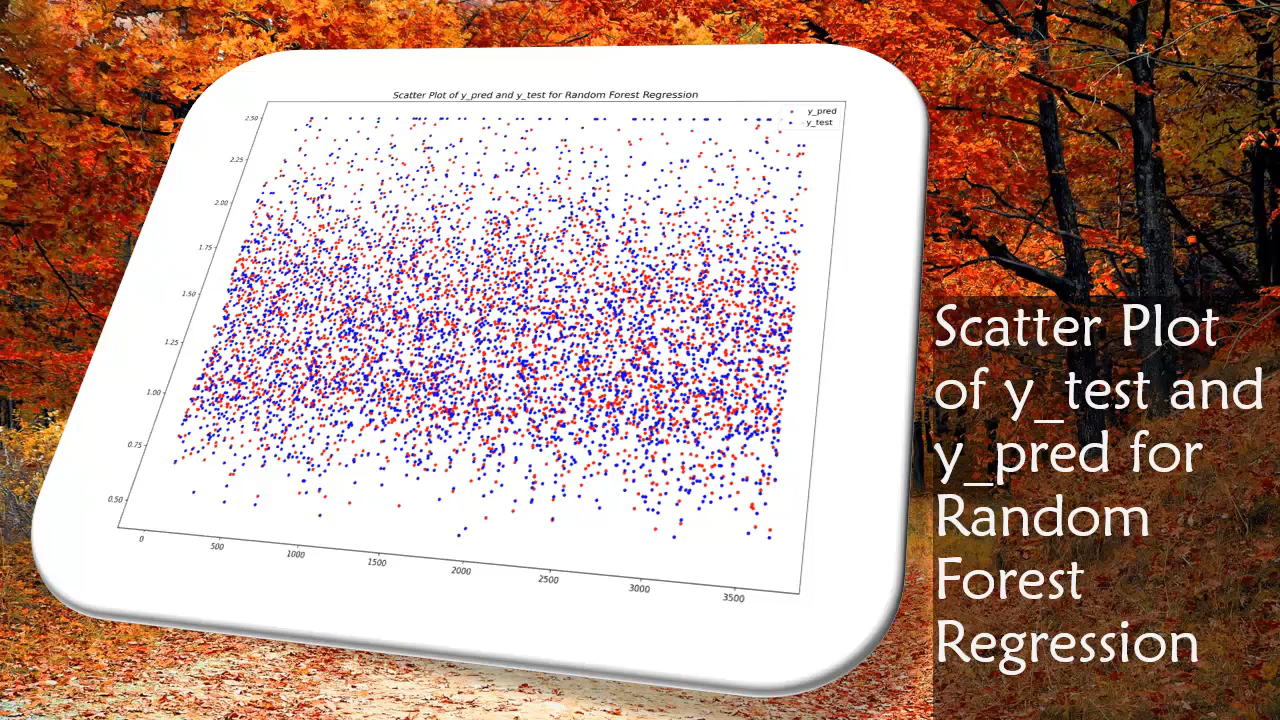 Scatter Plot of y_pred and y_test for Random Forest Regression
y_pred
y_test
2.50
2.25
2.00
1.75
1.50
1.25
1.00
0.75
0.50
0
500
1000
1500
2000
2500
3000
3500
Scatter Plot
of y_ test and
y_pred for
Random
Forest
Regression